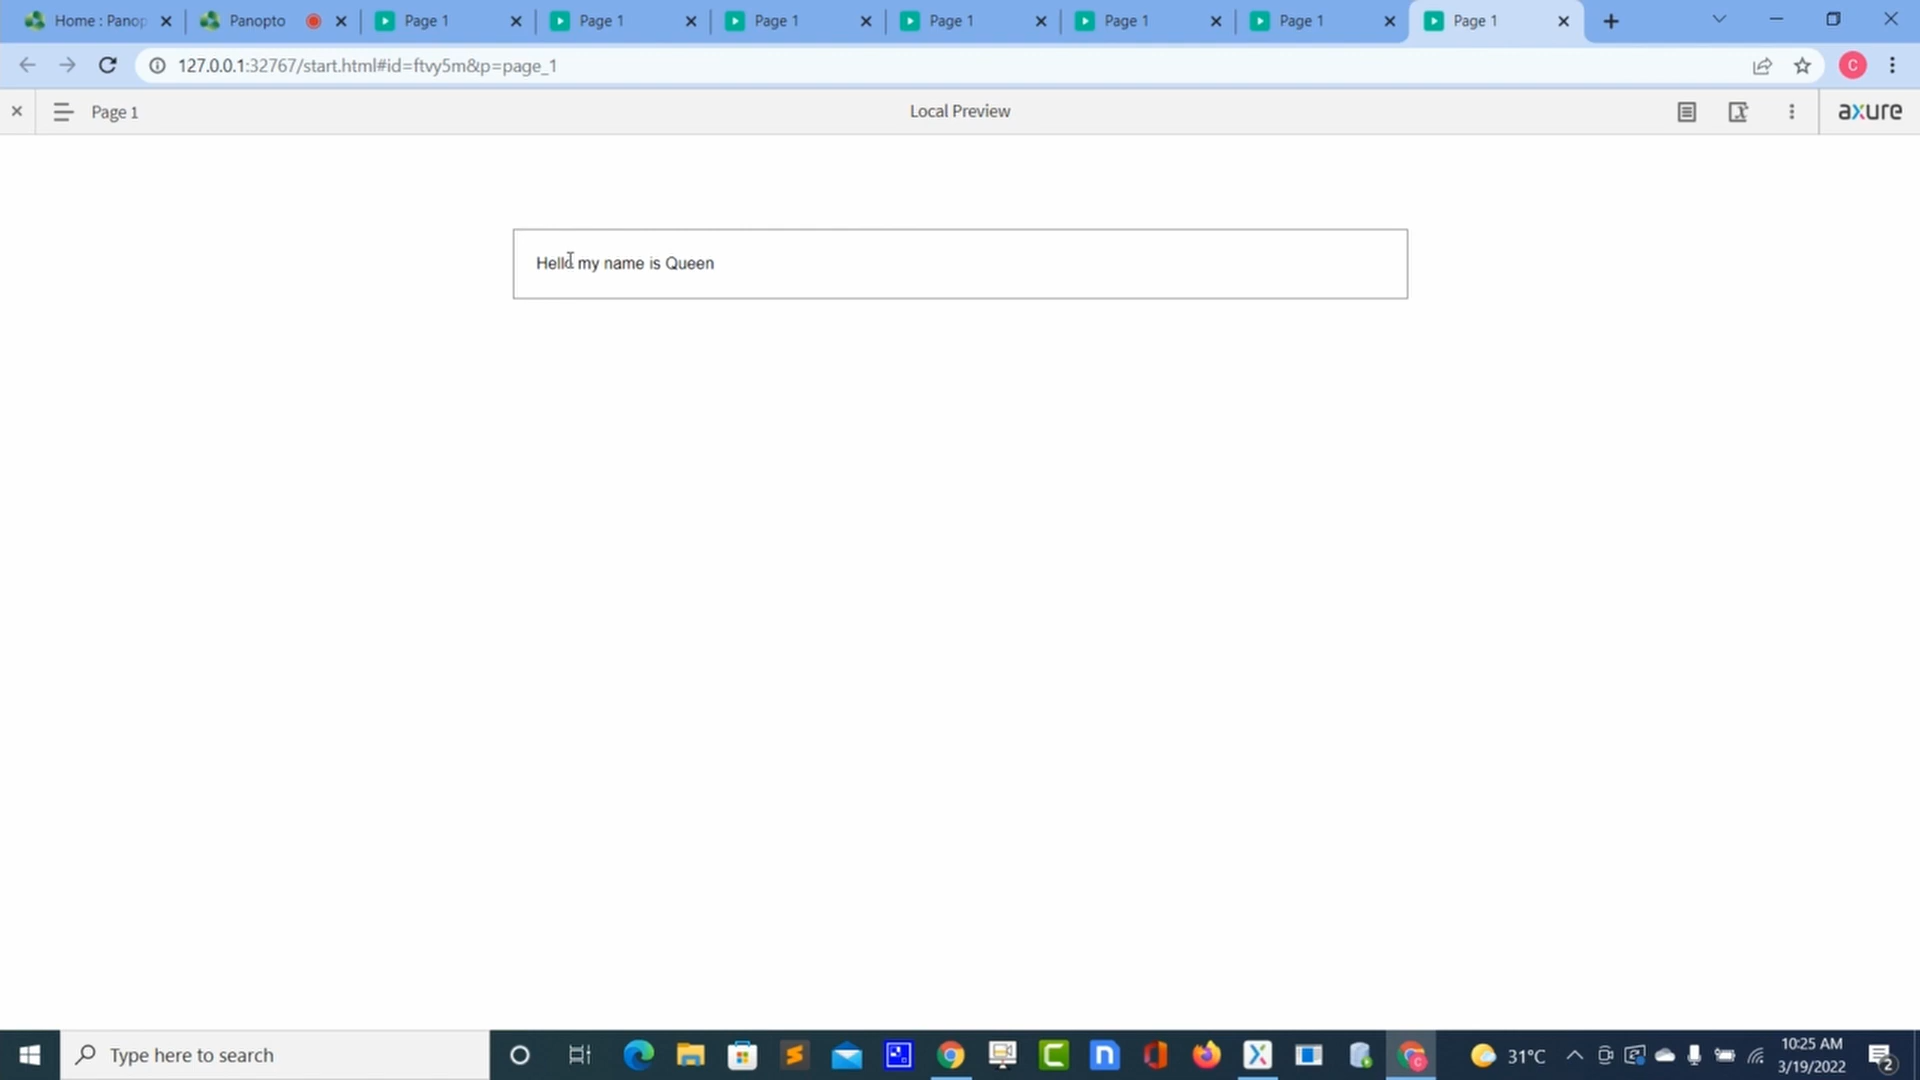 Home : Panop
Panopto
Page 1
Page 1
Page 1
Page 1
Page 1
Page 1
Page 1
127.0.0.1:32767/start.html#id=ftvy5m&p=page_1
C
Page 1
Local Preview
axure
Hello my name is Queen
Type here to search
31°C
10:25 AM
3/19/2022
2